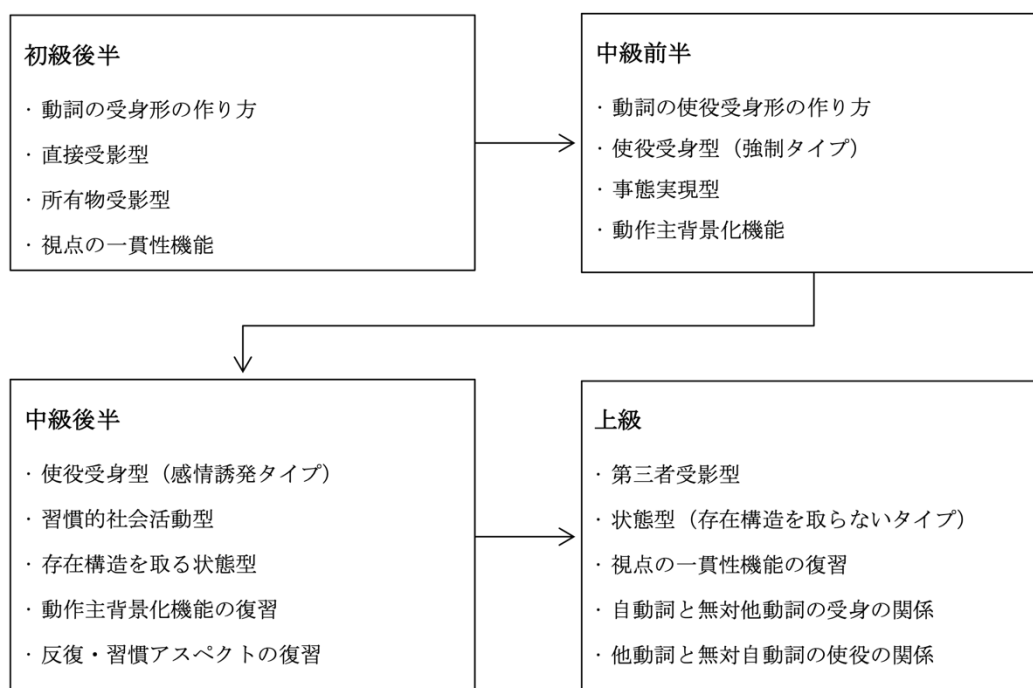 初級後半
・動詞の受身形の作り方
・直接受影型
・所有物受影型
・視点の一貫性機能
中級前半
・動詞の使役受身形の作り方
・使役受身型（強制タイプ）
・事態実現型
・動作主背景化機能
中級後半
・使役受身型（感情誘発タイプ）
・習慣的社会活動型
・存在構造を取る状態型
・動作主背景化機能の復習
・反復・習慣アスペクトの復習
上級
・第三者受影型
・状態型（存在構造を取らないタイプ）
・視点の一貫性機能の復習
・自動詞と無対他動詞の受身の関係
・他動詞と無対自動詞の使役の関係